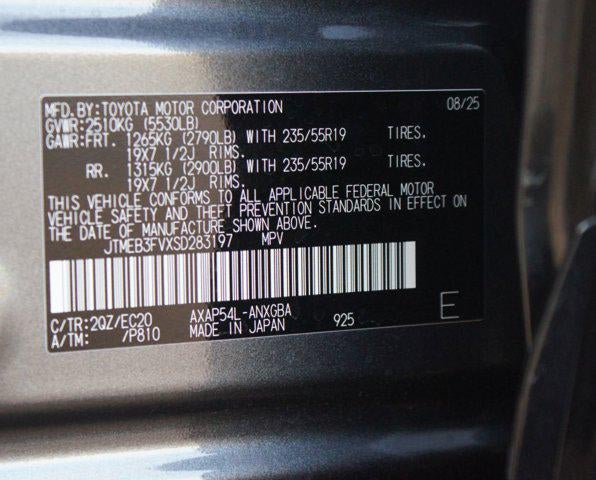 MFD.BY:TOYOTA MOTOR CORPORATION 08/25
GVWR:2510KG (5530LB)
GAWR:FRT. 1265KG (2790LB) WITH 235/55R19 TIRES.
19X7 1/2J RIMS.
RR. 1315KG (2900LB) WITH 235/55R19 TIRES.
19X7 1/2J RIMS.
THIS VEHICLE CONFORMS TO ALL APPLICABLE FEDERAL MOTOR
VEHICLE SAFETY AND THEFT PREVENTION STANDARDS IN EFFECT ON
THE DATE OF MANUFACTURE SHOWN ABOVE.
JTMEB3FVXSD283197 MPV
C/TR:2QZ/EC20 AXAP54L-ANXGBA
A/TM: /P810 MADE IN JAPAN 925 E